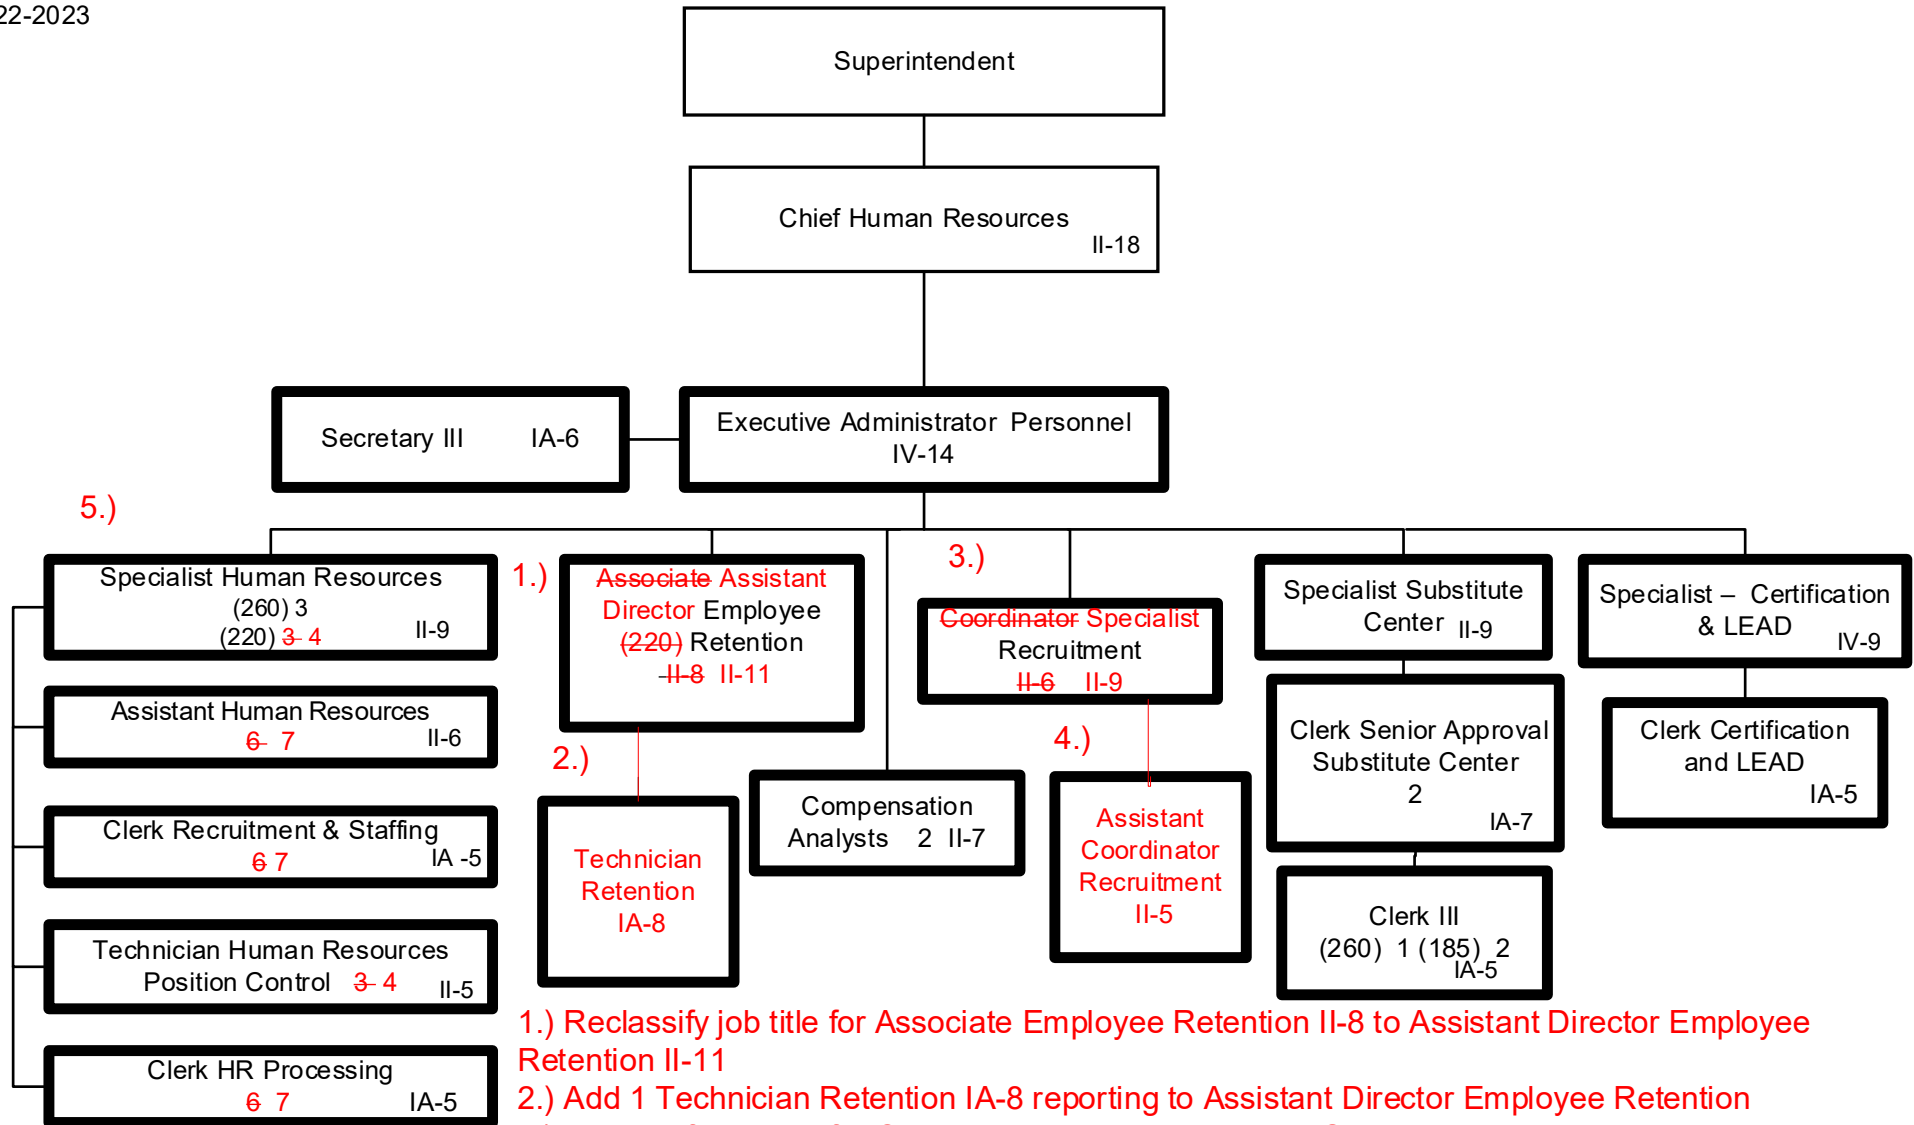 22-2023
Superintendent
Chief Human Resources
II-18
Secretary III IA-6
Executive Administrator Personnel
IV-14
5.)
Specialist Human Resources
(260) 3
(220) 3 4
II-9
Assistant Human Resources
6 7
II-6
Clerk Recruitment & Staffing
6 7
IA -5
Technician Human Resources
Position Control 3 4
II-5
Clerk HR Processing
6 7
IA-5
1.)
Associate Assistant
Director Employee
(220) Retention
II-8 II-11
2.)
Technician
Retention
IA-8
Compensation
Analysts 2 II-7
3.)
Coordinator Specialist
Recruitment
II-6 II-9
4.)
Assistant
Coordinator
Recruitment
II-5
Specialist Substitute
Center II-9
Clerk Senior Approval
Substitute Center
2
IA-7
Clerk III
(260) 1 (185) 2
IA-5
Specialist – Certification
& LEAD
IV-9
Clerk Certification
and LEAD
IA-5
1.) Reclassify job title for Associate Employee Retention II-8 to Assistant Director Employee
Retention II-11
2.) Add 1 Technician Retention IA-8 reporting to Assistant Director Employee Retention